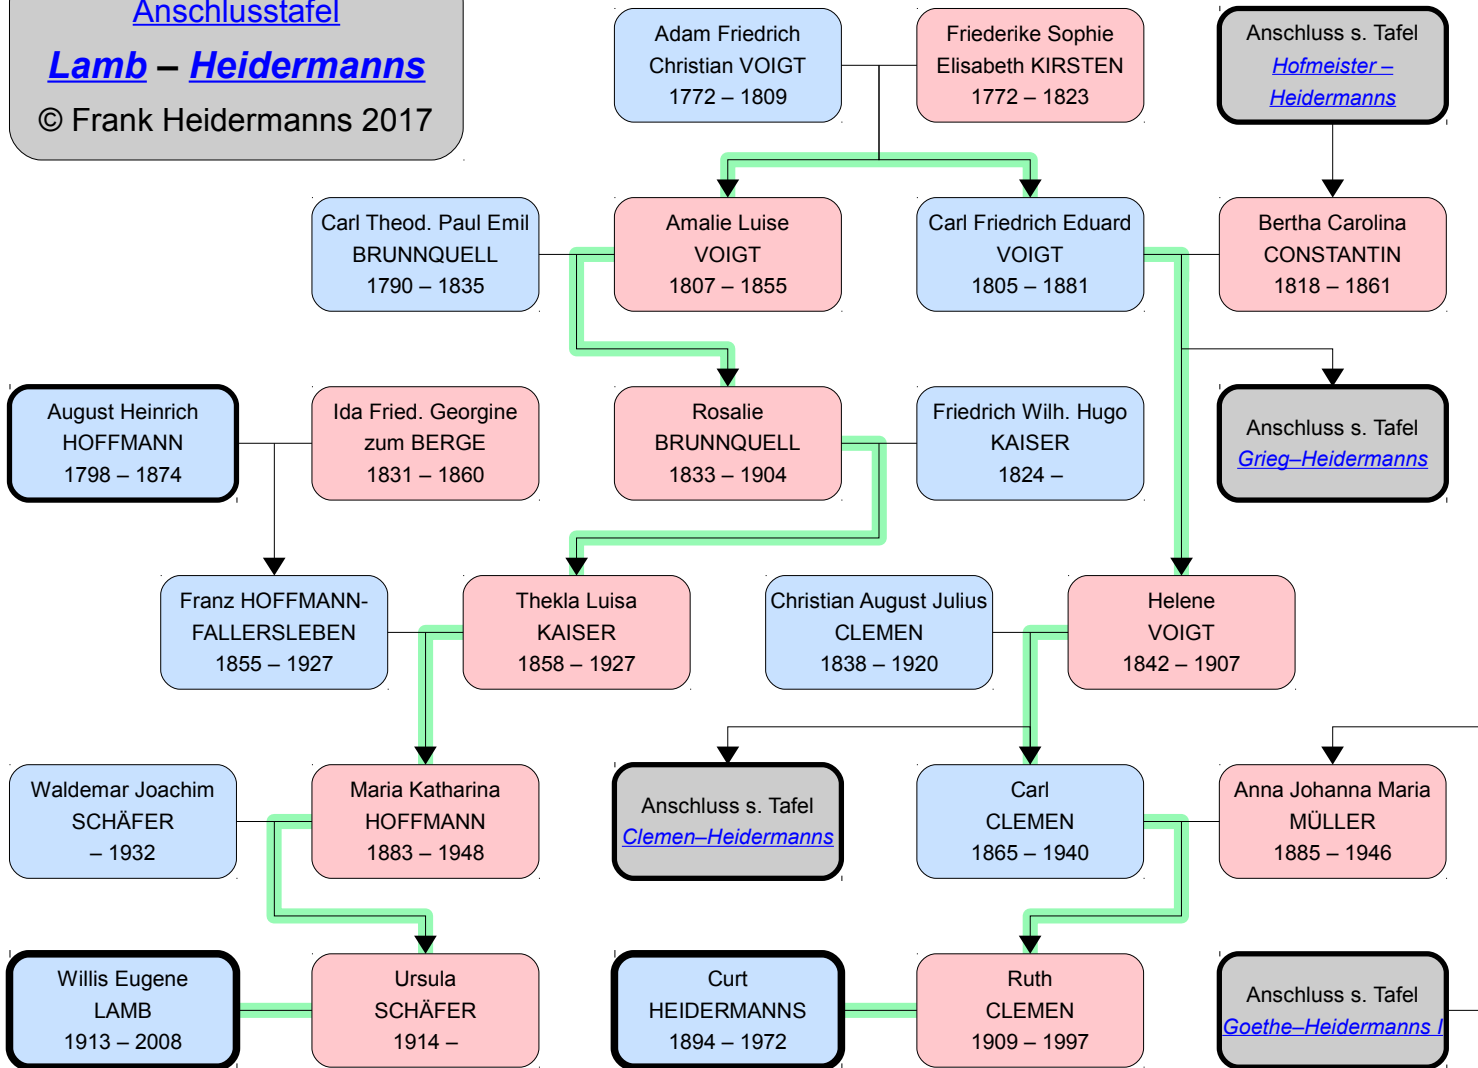 Anschlusstafel
Lamb – Heidermanns
© Frank Heidermanns 2017
Adam Friedrich
Christian VOIGT
1772 – 1809
Friederike Sophie
Elisabeth KIRSTEN
1772 – 1823
Anschluss s. Tafel
Hofmeister –
Heidermanns
Carl Theod. Paul Emil
BRUNNQUELL
1790 – 1835
Amalie Luise
VOIGT
1807 – 1855
Carl Friedrich Eduard
VOIGT
1805 – 1881
Bertha Carolina
CONSTANTIN
1818 – 1861
August Heinrich
HOFFMANN
1798 – 1874
Ida Fried. Georgine
zum BERGE
1831 – 1860
Rosalie
BRUNNQUELL
1833 – 1904
Friedrich Wilh. Hugo
KAISER
1824 –
Anschluss s. Tafel
Grieg–Heidermanns
Franz HOFFMANN-
FALLERSLEBEN
1855 – 1927
Thekla Luisa
KAISER
1858 – 1927
Christian August Julius
CLEMEN
1838 – 1920
Helene
VOIGT
1842 – 1907
Waldemar Joachim
SCHÄFER
– 1932
Maria Katharina
HOFFMANN
1883 – 1948
Anschluss s. Tafel
Clemen–Heidermanns
Carl
CLEMEN
1865 – 1940
Anna Johanna Maria
MÜLLER
1885 – 1946
Willis Eugene
LAMB
1913 – 2008
Ursula
SCHÄFER
1914 –
Curt
HEIDERMANNS
1894 – 1972
Ruth
CLEMEN
1909 – 1997
Anschluss s. Tafel
Goethe–Heidermanns I